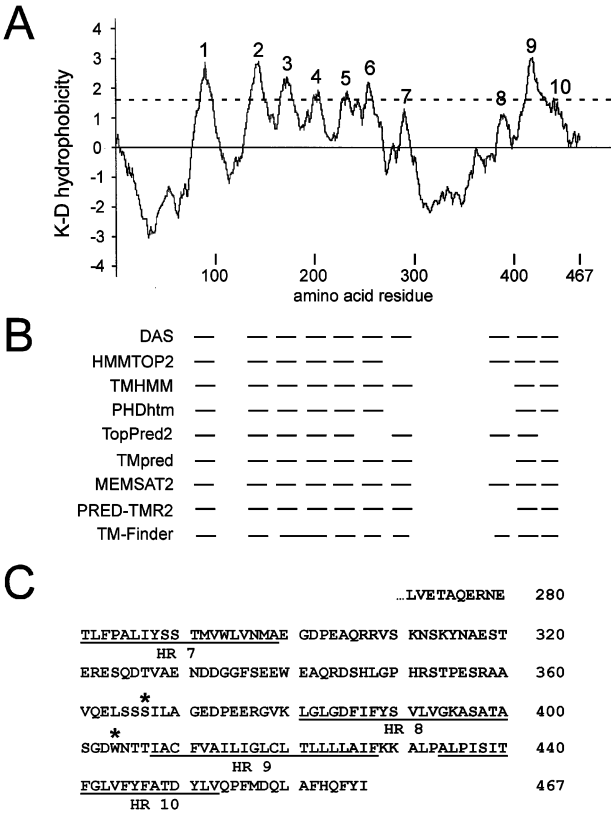 A
K-D hydrophobicity
4
3
2
1
0
-1
-2
-3
-4
1 2 3 4 5 6 7 8 9 10
100 200 300 400 467
amino acid residue
B
DAS
HMMTOP2
TMHMM
PHDhtm
TopPred2
TMpred
MEMSAT2
PRED-TMR2
TM-Finder
C
…LVETAQERNE 280
TLFPALIYSS TMVWLVNMAE GDPEAQRRVS KNSKYNAEST 320
HR 7
ERESQDTVAE NDDGGFSEEW EAQRDSHLGP HRSTPESRAA 360
*
VQELSSSILA GEDPEERGVK LGLGDFIFYS VLVGKASATA 400
* HR 8
SGDWNTTIAC FVAILIGLCL TLLLLAIFKK ALPALPISIT 440
HR 9
FGLVFYFATD YLVQPFMDQL AFHQFYI 467
HR 10